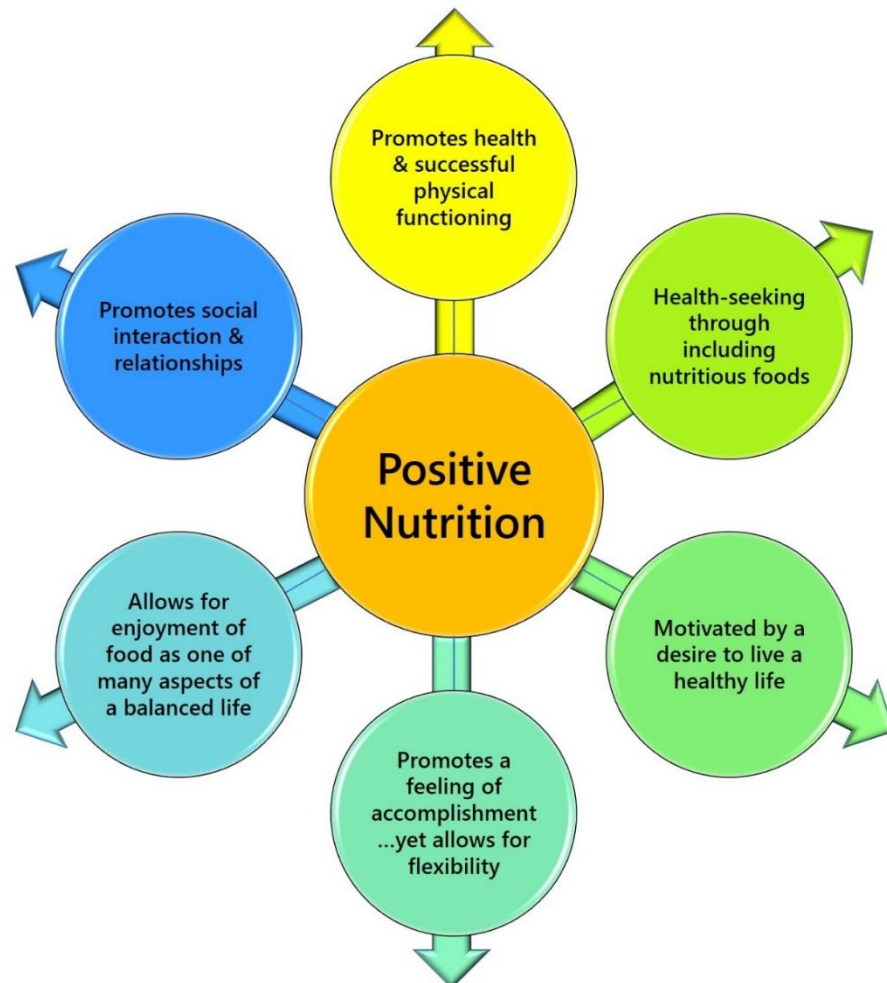 Promotes health
& successful
physical
functioning
Health-seeking
through
including
nutritious foods
Motivated by a
desire to live a
healthy life
Promotes a
feeling of
accomplishment
...yet allows for
flexibility
Allows for
enjoyment of
food as one of
many aspects of
a balanced life
Promotes social
interaction &
relationships
Positive
Nutrition